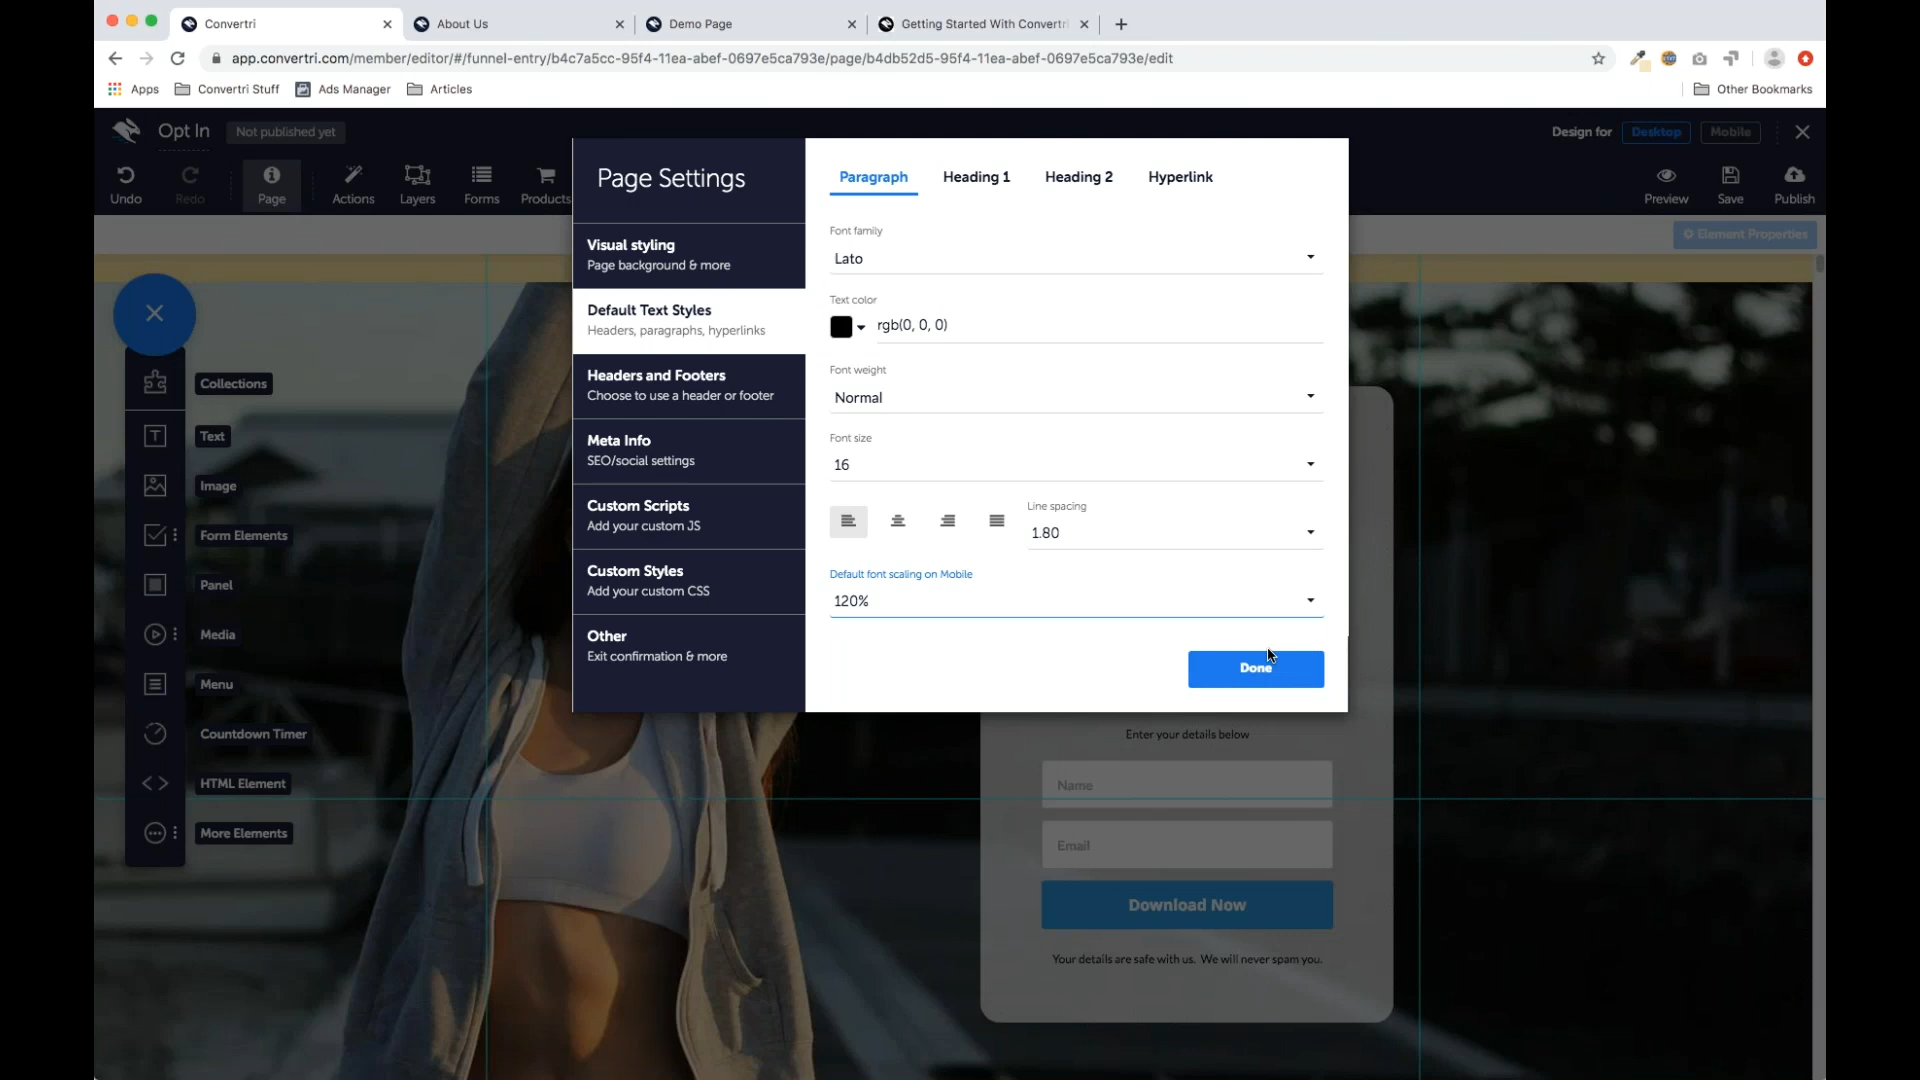 Convertri
About Us
Demo Page
Getting Started With Convertri
app.convertri.com/member/editor/#/funnel-entry/b4c7a5cc-95f4-11ea-abef-0697e5ca793e/page/b4db52d5-95f4-11ea-abef-0697e5ca793e/edit
Apps
Convertri Stuff
Ads Manager
Articles
Other Bookmarks
Opt In
Not published yet
Design for
Desktop
Mobile
Undo
Redo
Page
Actions
Layers
Forms
Products
Preview
Save
Publish
Element Properties
Collections
Text
Image
Form Elements
Panel
Media
Menu
Countdown Timer
HTML Element
More Elements
Page Settings
Visual styling
Page background & more
Default Text Styles
Headers, paragraphs, hyperlinks
Headers and Footers
Choose to use a header or footer
Meta Info
SEO/social settings
Custom Scripts
Add your custom JS
Custom Styles
Add your custom CSS
Other
Exit confirmation & more
Paragraph
Heading 1
Heading 2
Hyperlink
Font family
Lato
Text color
rgb(0, 0, 0)
Font weight
Normal
Font size
16
Line spacing
1.80
Default font scaling on Mobile
120%
Done
Enter your details below
Name
Email
Download Now
Your details are safe with us. We will never spam you.